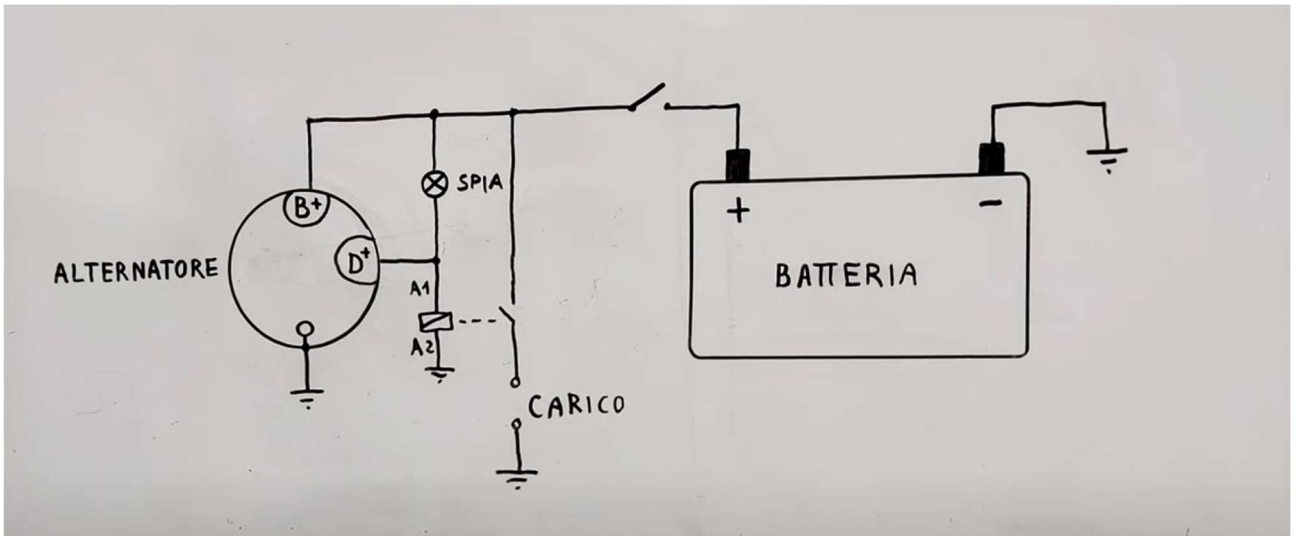 B+
SPIA
D+
ALTERNATORE
A1
A2
CARICO
+
-
BATTERIA